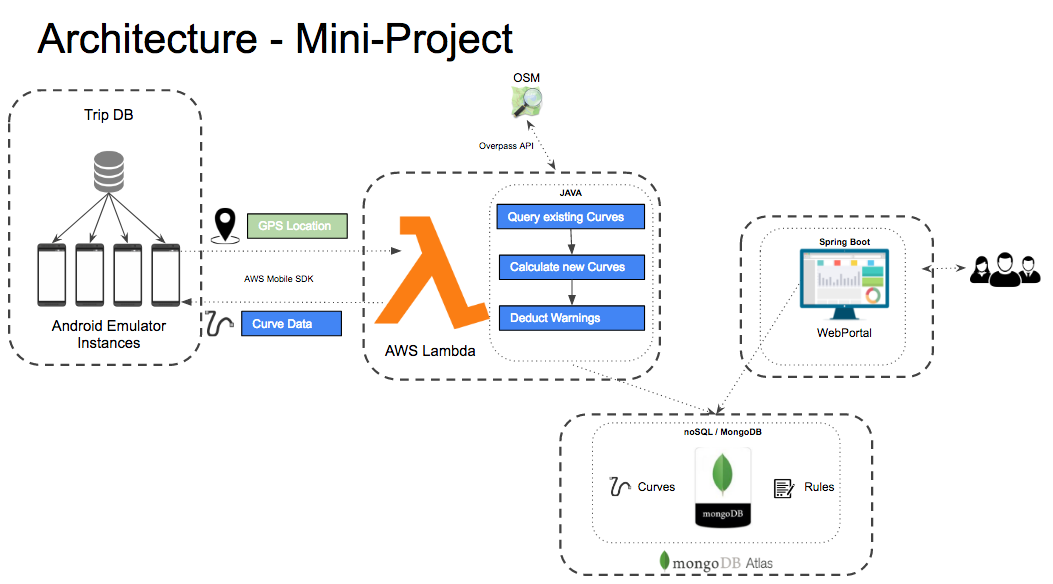 Architecture - Mini-Project
OSM
Overpass API
Trip DB
Android Emulator
Instances
GPS Location
AWS Mobile SDK
Curve Data
AWS Lambda
JAVA
Query existing Curves
Calculate new Curves
Deduct Warnings
Spring Boot
WebPortal
noSQL / MongoDB
Curves
mongoDB
Rules
mongoDB Atlas